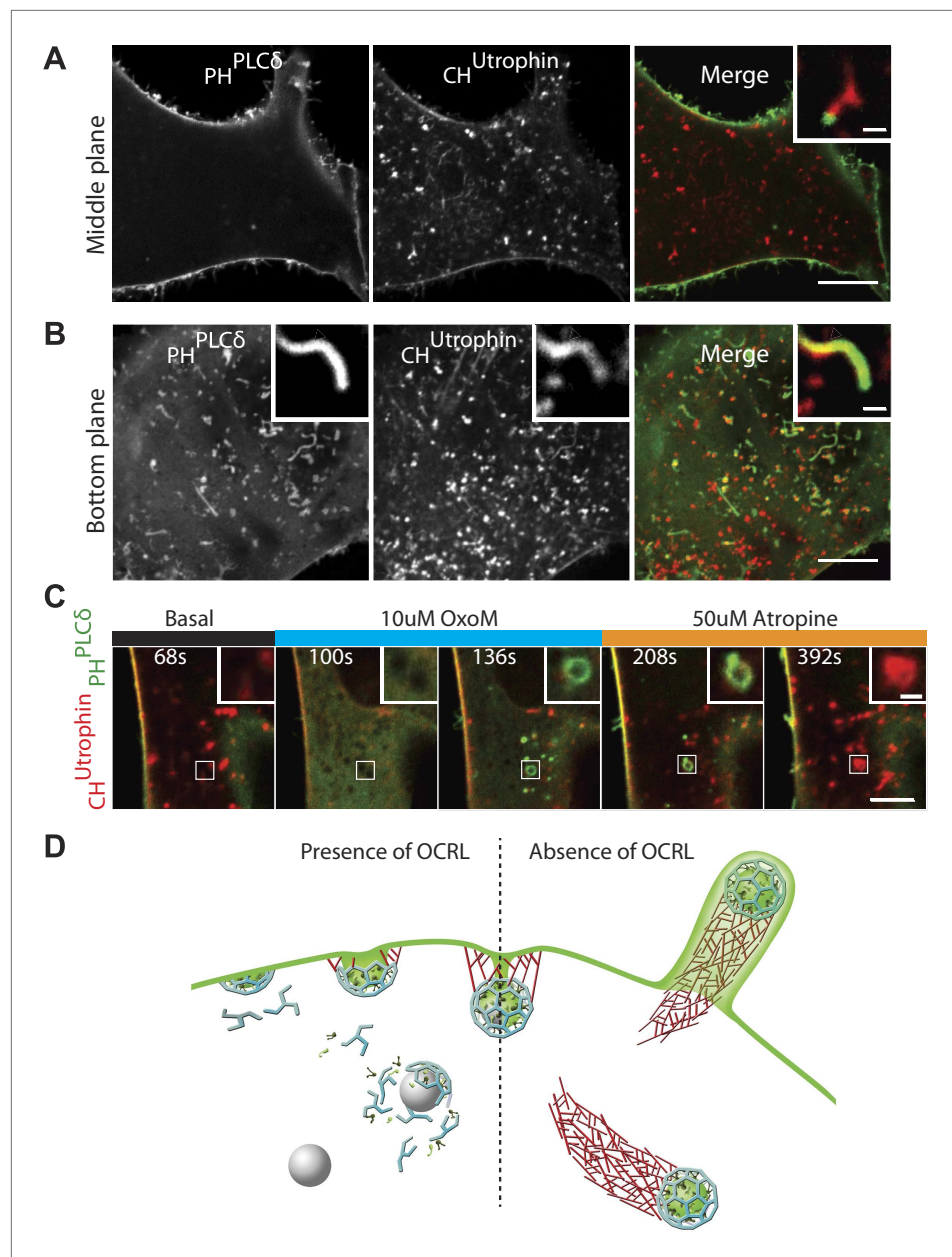 A
PH PLCδ
CH Utrophin
Merge
Middle plane
B
PH PLCδ
CH Utrophin
Merge
Bottom plane
C
Basal
10uM OxoM
50uM Atropine
68s
100s
136s
208s
392s
CH Utrophin PH PLCδ
D
Presence of OCRL
Absence of OCRL